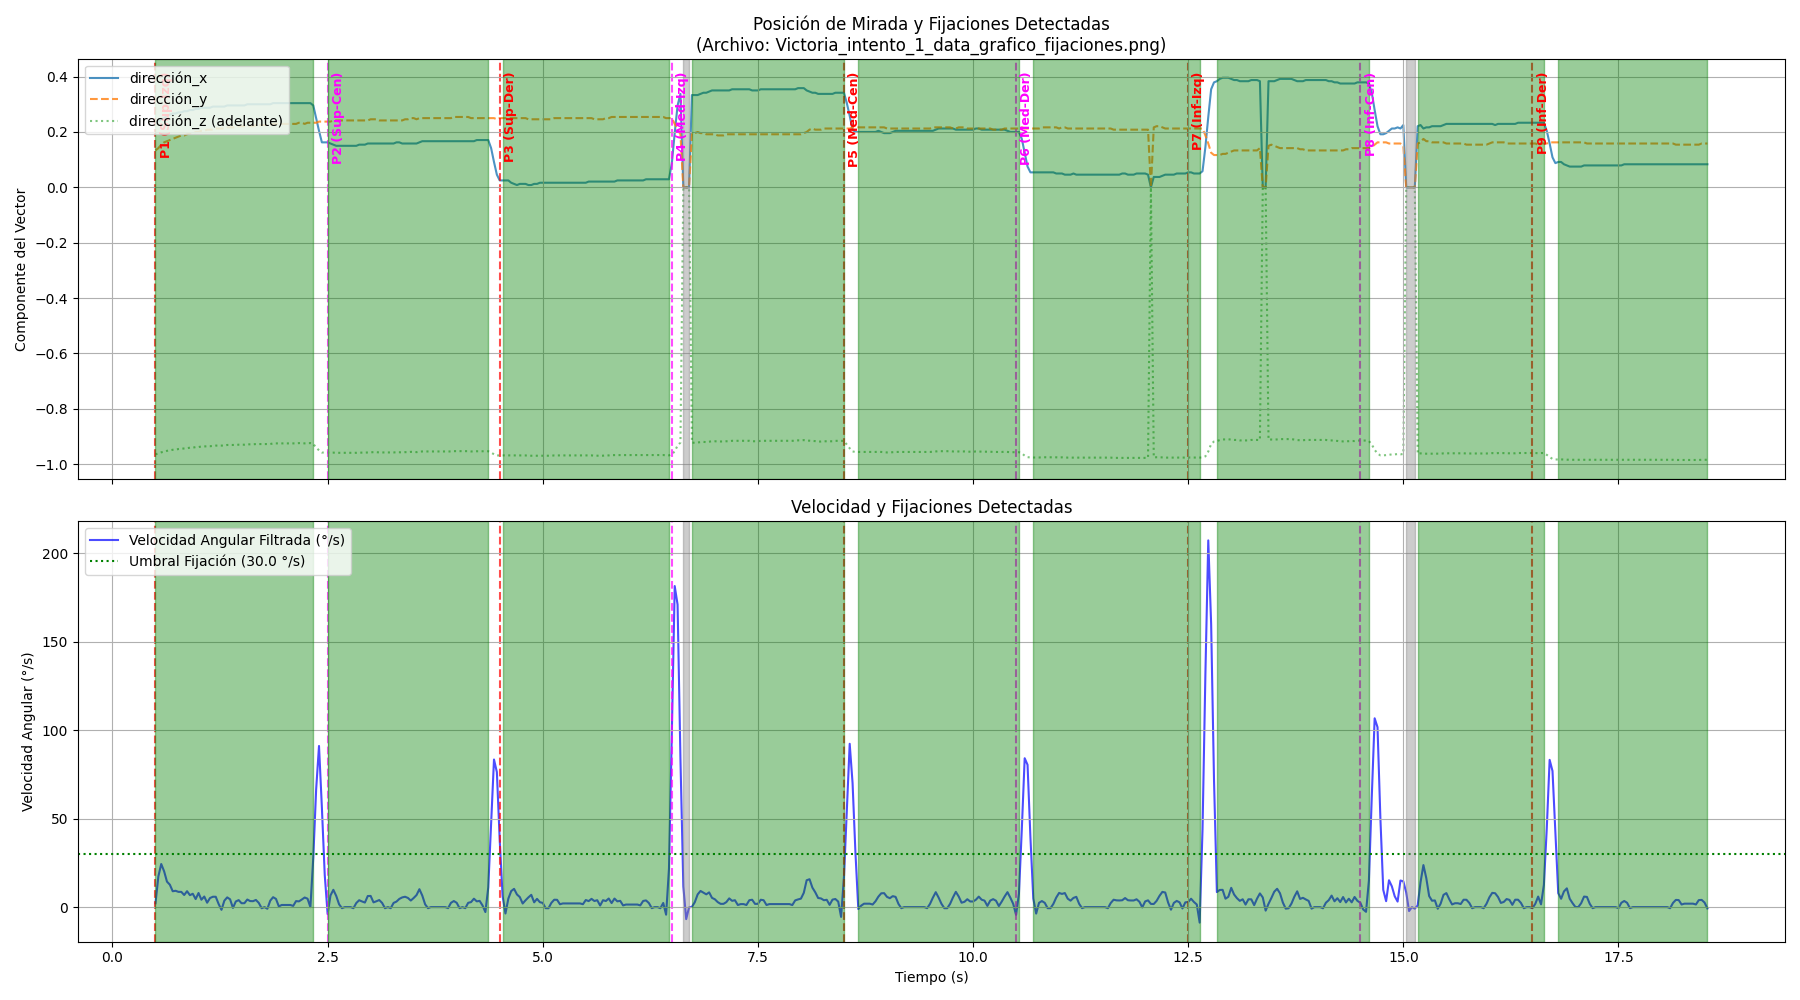 Posición de Mirada y Fijaciones Detectadas
(Archivo: Victoria_intento_1_data_grafico_fijaciones.png)
dirección_x
dirección_y
dirección_z (adelante)
P2 (Sup-Cen)
P3 (Sup-Der)
P4 (Med-Izq)
P5 (Med-Cen)
P6 (Med-Der)
P7 (Inf-Izq)
P8 (Inf-Cen)
P9 (Inf-Der)
Componente del Vector
0.4
0.2
0.0
−0.2
−0.4
−0.6
−0.8
−1.0
Velocidad y Fijaciones Detectadas
Velocidad Angular Filtrada (°/s)
Umbral Fijación (30.0 °/s)
Velocidad Angular (°/s)
200
150
100
50
0
0.0 2.5 5.0 7.5 10.0 12.5 15.0 17.5
Tiempo (s)